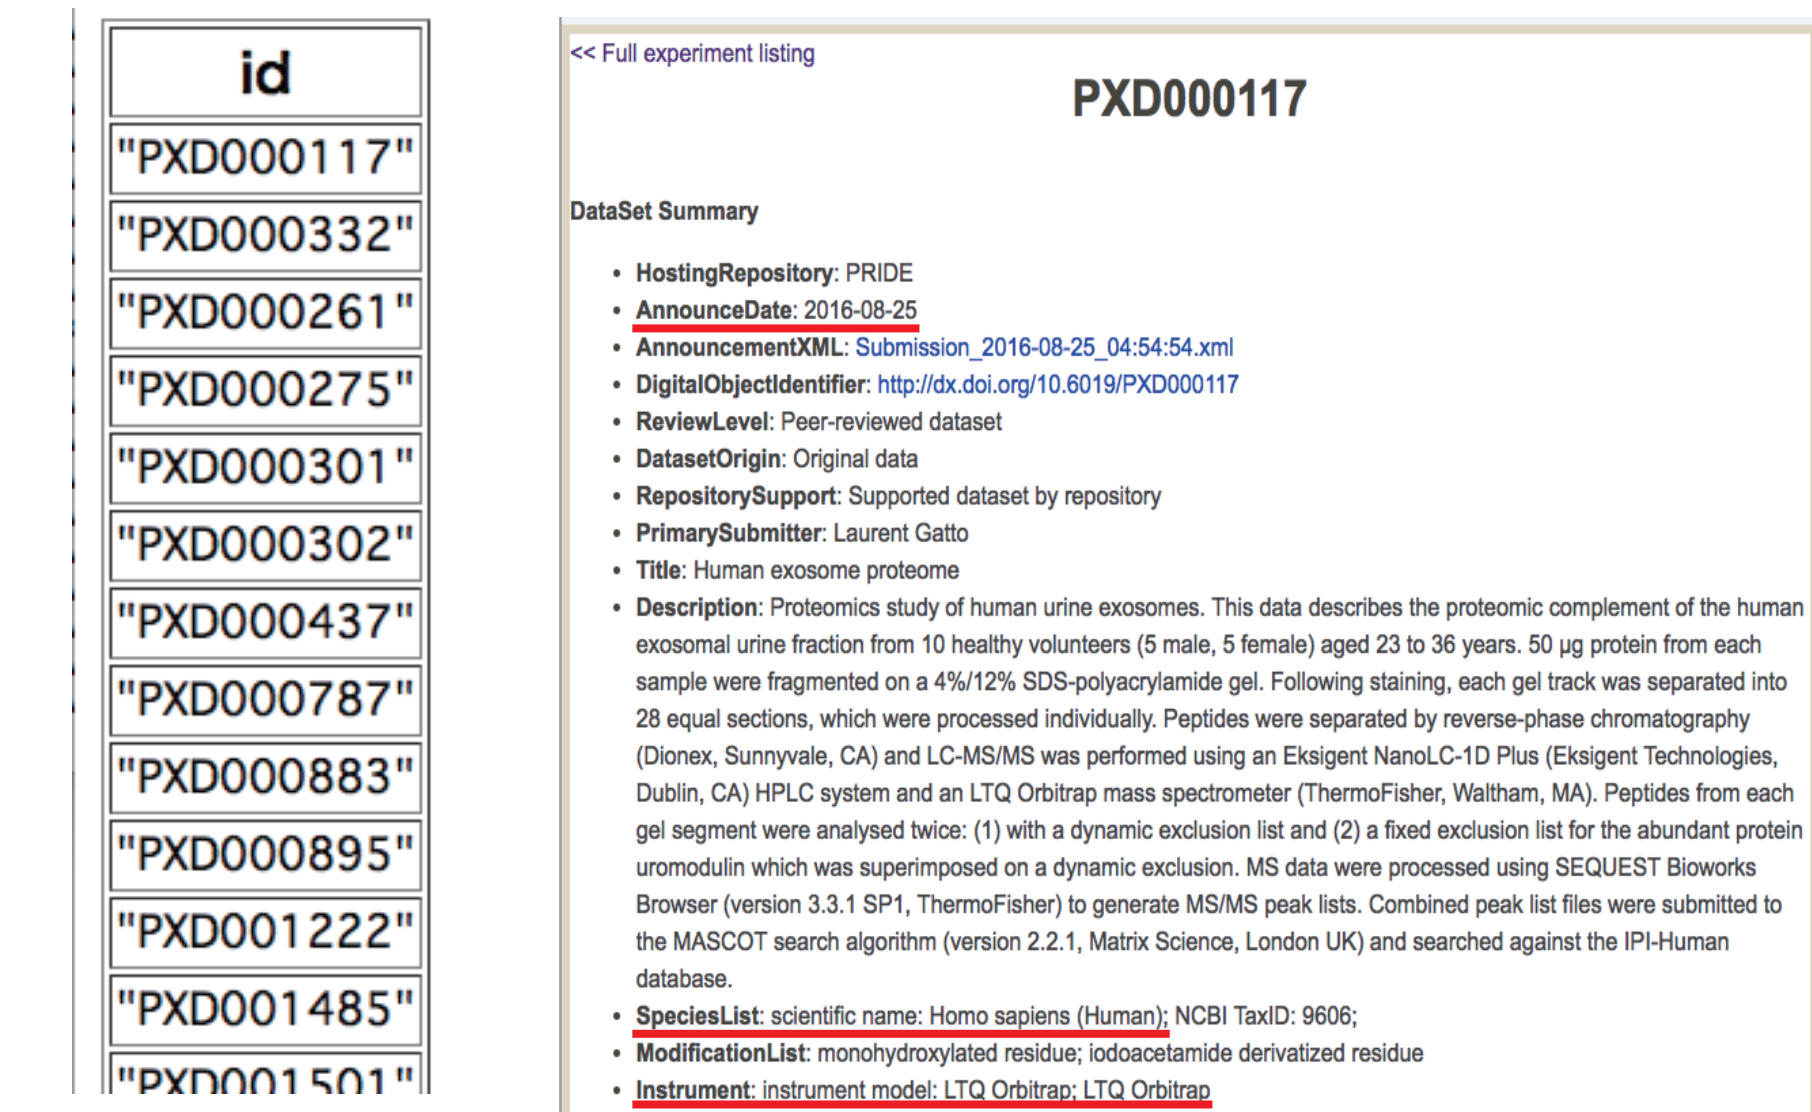 id
"PXD000117"
"PXD000332"
"PXD000261"
"PXD000275"
"PXD000301"
"PXD000302"
"PXD000437"
"PXD000787"
"PXD000883"
"PXD000895"
"PXD001222"
"PXD001485"
"PXD001501"
<< Full experiment listing
PXD000117
DataSet Summary
• HostingRepository: PRIDE
• AnnounceDate: 2016-08-25
• AnnouncementXML: Submission_2016-08-25_04:54:54.xml
• DigitalObjectIdentifier: http://dx.doi.org/10.6019/PXD000117
• ReviewLevel: Peer-reviewed dataset
• DatasetOrigin: Original data
• RepositorySupport: Supported dataset by repository
• PrimarySubmitter: Laurent Gatto
• Title: Human exosome proteome
• Description: Proteomics study of human urine exosomes. This data describes the proteomic complement of the human
exosomal urine fraction from 10 healthy volunteers (5 male, 5 female) aged 23 to 36 years. 50 µg protein from each
sample were fragmented on a 4%/12% SDS-polyacrylamide gel. Following staining, each gel track was separated into
28 equal sections, which were processed individually. Peptides were separated by reverse-phase chromatography
(Dionex, Sunnyvale, CA) and LC-MS/MS was performed using an Eksigent NanoLC-1D Plus (Eksigent Technologies,
Dublin, CA) HPLC system and an LTQ Orbitrap mass spectrometer (ThermoFisher, Waltham, MA). Peptides from each
gel segment were analysed twice: (1) with a dynamic exclusion list and (2) a fixed exclusion list for the abundant protein
uromodulin which was superimposed on a dynamic exclusion. MS data were processed using SEQUEST Bioworks
Browser (version 3.3.1 SP1, ThermoFisher) to generate MS/MS peak lists. Combined peak list files were submitted to
the MASCOT search algorithm (version 2.2.1, Matrix Science, London UK) and searched against the IPI-Human
database.
• SpeciesList: scientific name: Homo sapiens (Human); NCBI TaxID: 9606;
• ModificationList: monohydroxylated residue; iodoacetamide derivatized residue
• Instrument: instrument model: LTQ Orbitrap; LTQ Orbitrap